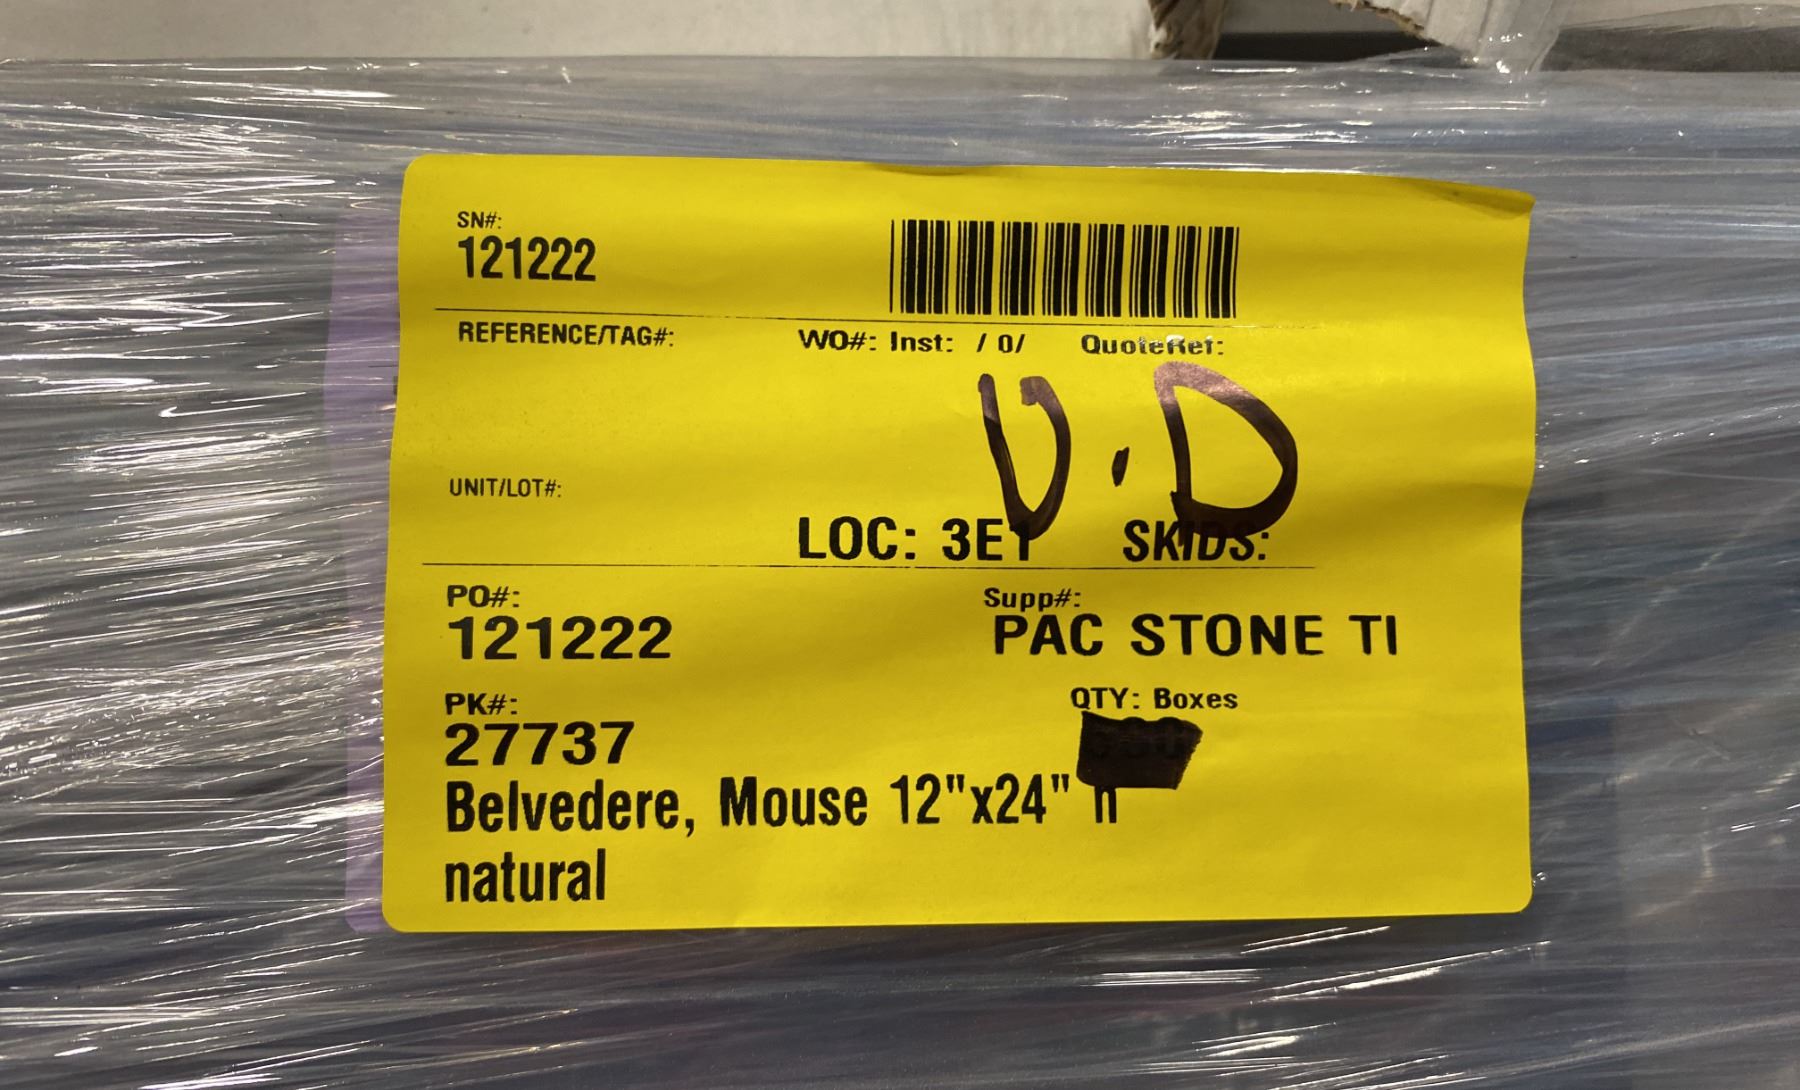 SN#:
121222
REFERENCE/TAG#: WO#: Inst: / 0/ QuoteRef:
U.D
UNIT/LOT#:
LOC: 3E1 SKIDS:
PO#: Supp#:
121222 PAC STONE TI
PK#: QTY: Boxes
27737
Belvedere, Mouse 12"x24" n
natural